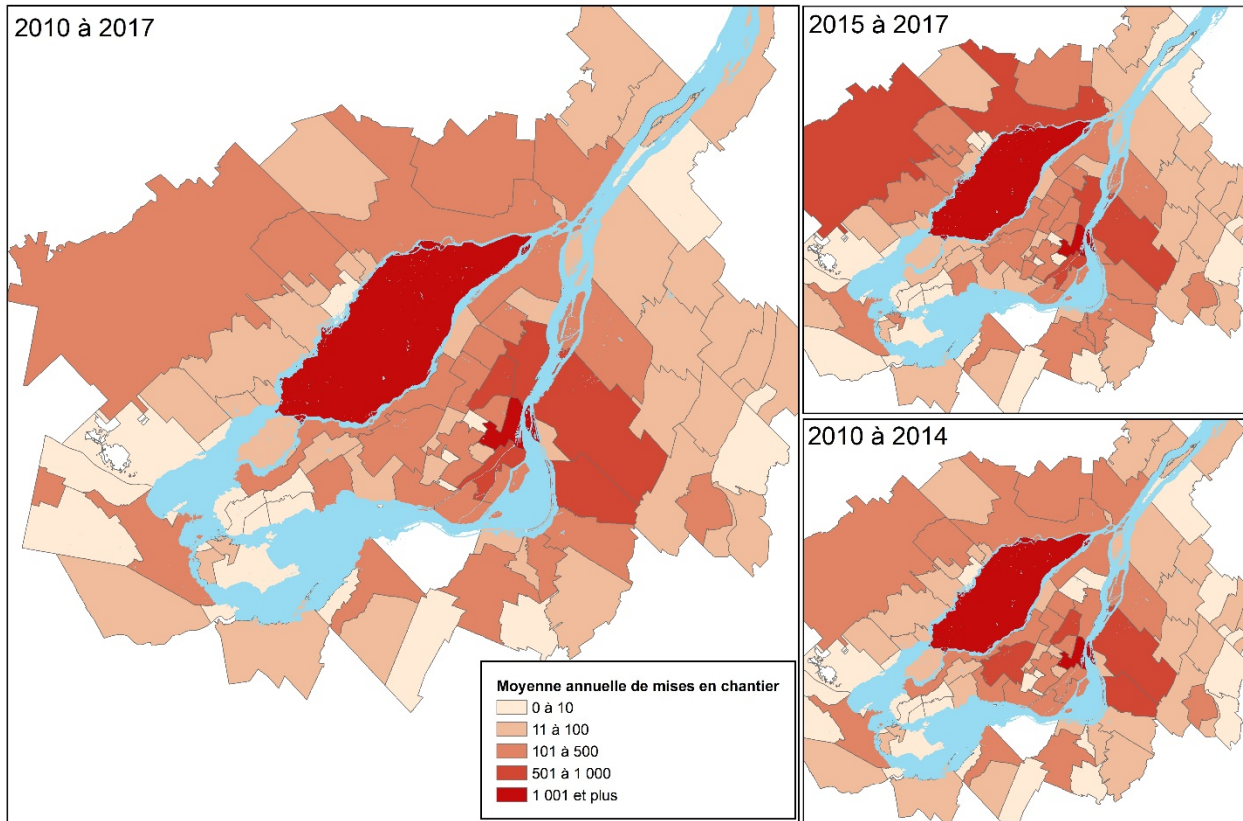 2010 à 2017
2015 à 2017
2010 à 2014
Moyenne annuelle de mises en chantier
0 à 10
11 à 100
101 à 500
501 à 1 000
1 001 et plus